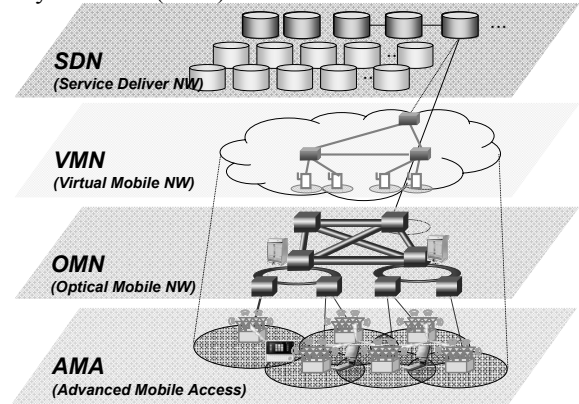 SDN
(Service Deliver NW)
VMN
(Virtual Mobile NW)
OMN
(Optical Mobile NW)
AMA
(Advanced Mobile Access)